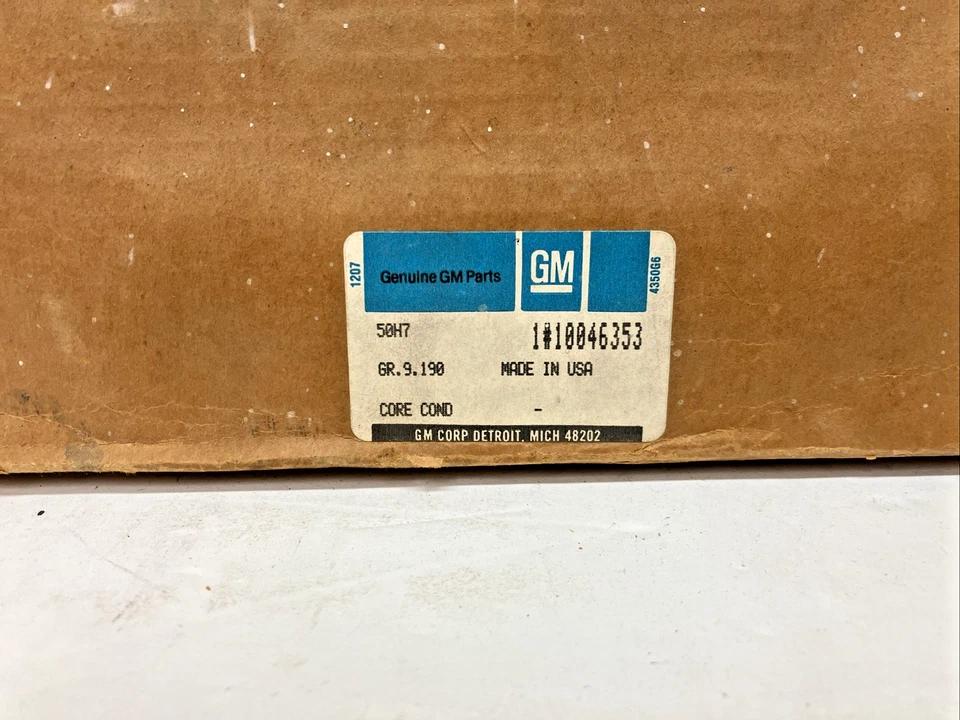 1207
Genuine GM Parts
GM
4350G6
50H7
1#10046353
GR.9.190 MADE IN USA
CORE COND -
GM CORP DETROIT, MICH 48202